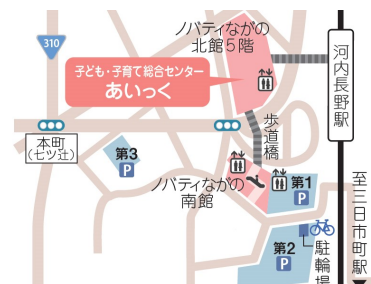 ノバティながの
北館5階
310
子ども・子育て総合センター
あいっく
河内長野駅
歩道橋
本町
(七ツ辻)
第3
P
ノバティながの
南館
第1
P
至三日市町駅
第2
P
駐輪場